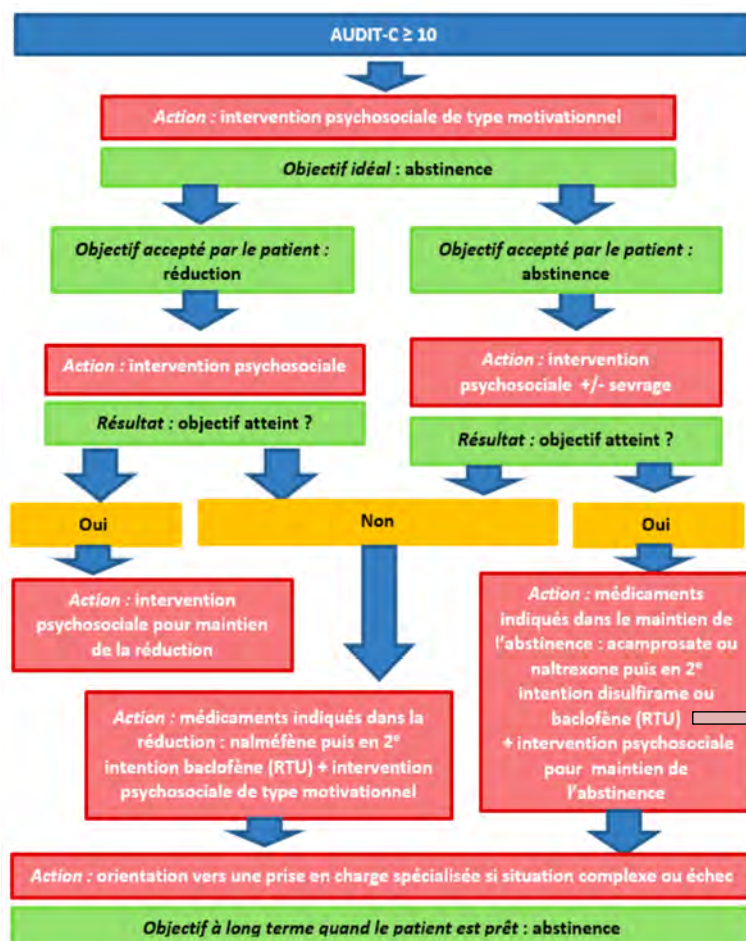 AUDIT-C ≥ 10
Action : intervention psychosociale de type motivationnel
Objectif idéal : abstinence
Objectif accepté par le patient :
réduction
Objectif accepté par le patient :
abstinence
Action : intervention psychosociale
Action : intervention
psychosociale +/- sevrage
Résultat : objectif atteint ?
Résultat : objectif atteint ?
Oui
Non
Oui
Action : intervention
psychosociale pour maintien
de la réduction
Action : médicaments
indiqués dans le maintien de
l’abstinence : acamprosate ou
naltrexone puis en 2e
intention disulfirame ou
baclofène (RTU)
+ intervention psychosociale
pour maintien de
l’abstinence
Action : médicaments indiqués dans la
réduction : nalméfène puis en 2e
intention baclofène (RTU) + intervention
psychosociale de type motivationnel
Action : orientation vers une prise en charge spécialisée si situation complexe ou échec
Objectif à long terme quand le patient est prêt : abstinence